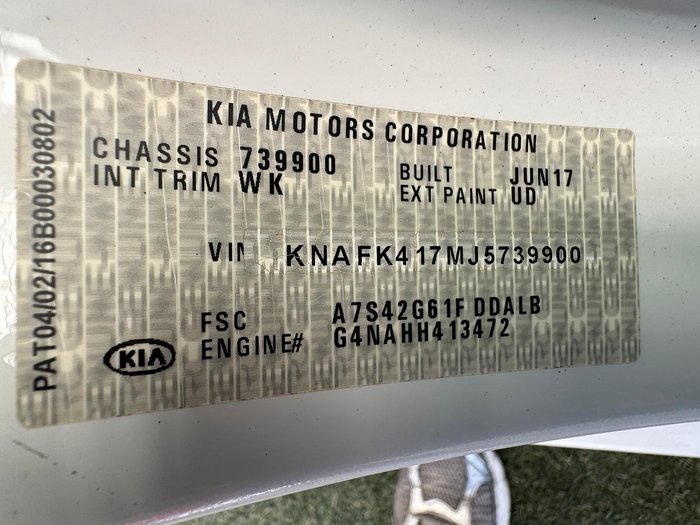 KIA MOTORS CORPORATION
CHASSIS 739900
BUILT JUN17
INT TRIM WK
EXT PAINT UD
VIN KNAFK417MJ5739900
FSC A7S42G61F DDALB
ENGINE# G4NAHH413472
KIA
PAT04/02/16B00030802